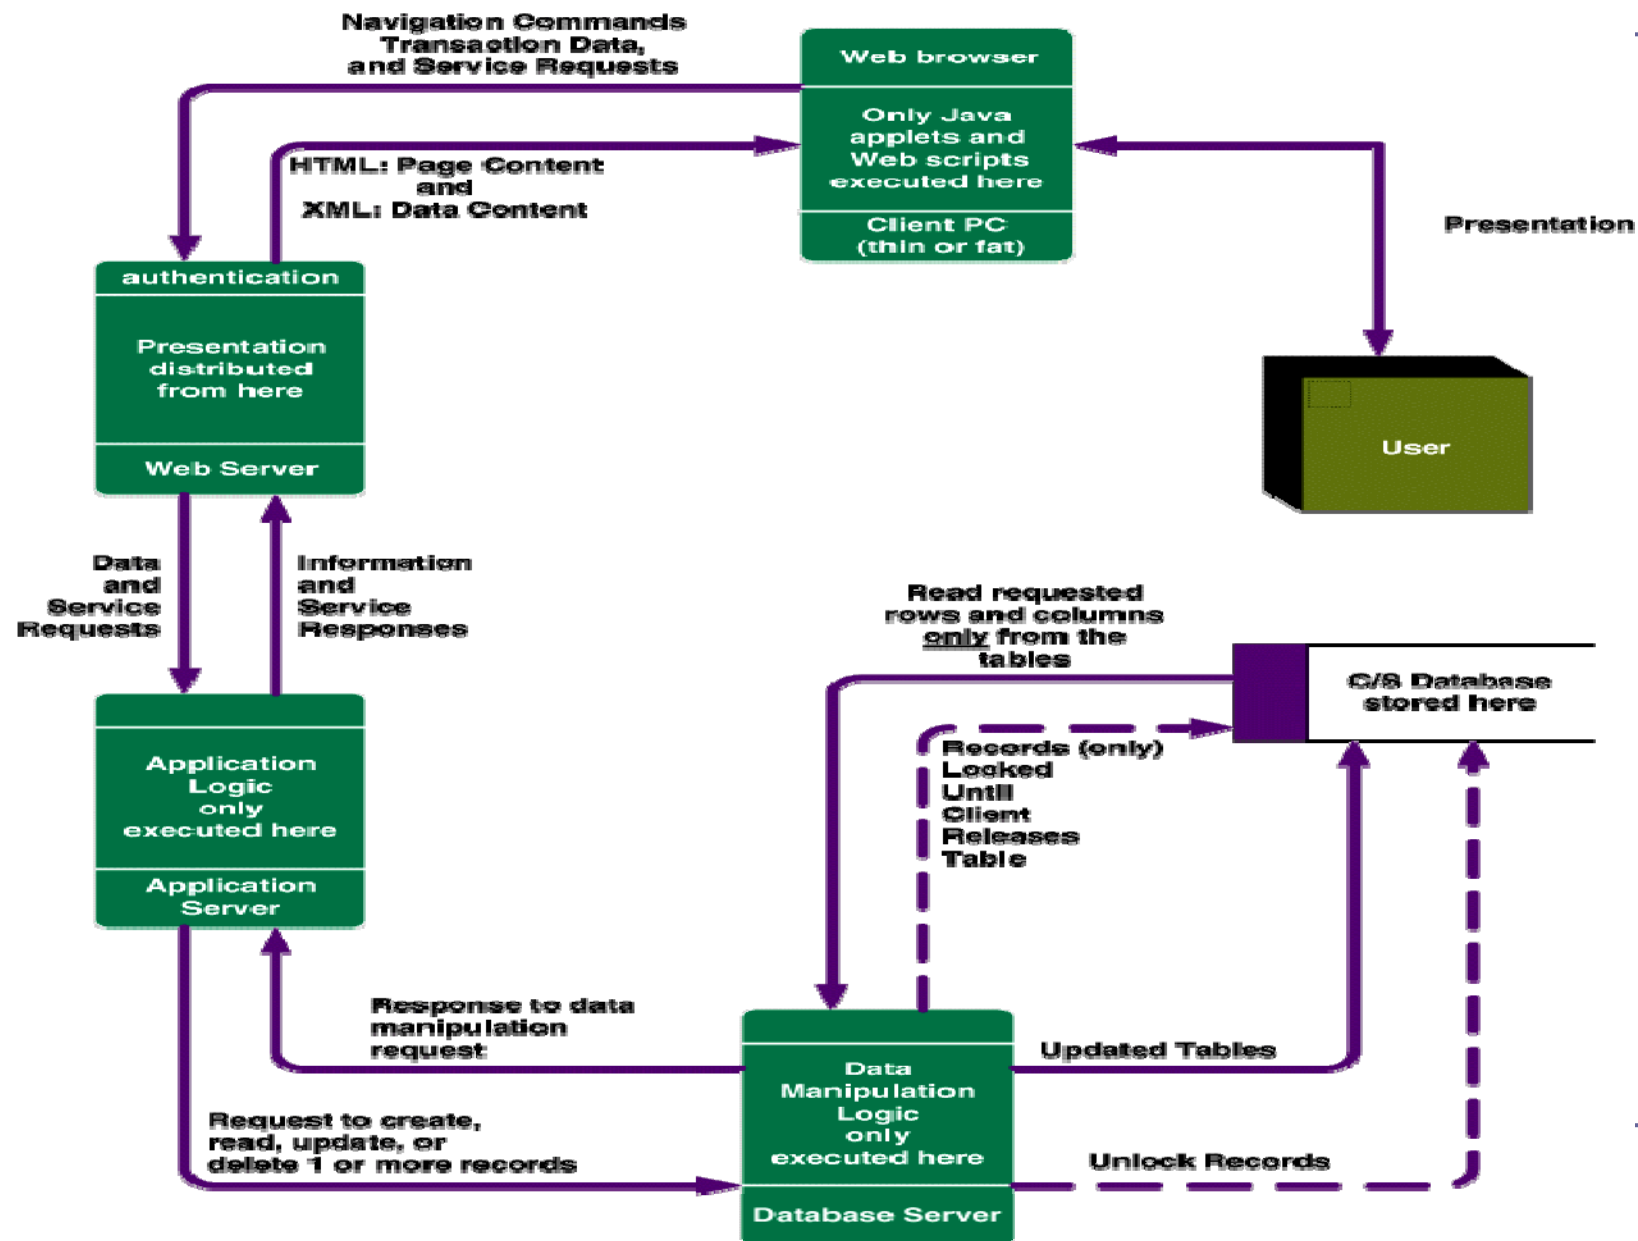 Navigation Commands
Transaction Data,
and Service Requests
Web browser
Only Java
applets and
Web scripts
executed here
Client PC
(thin or fat)
HTML: Page Content
and
XML: Data Content
Presentation
authentication
Presentation
distributed
from here
Web Server
User
Data
and
Service
Requests
Information
and
Service
Responses
Read requested
rows and columns
only from the
tables
C/S Database
stored here
Records (only)
Locked
Until
Client
Releases
Table
Application
Logic
only
executed here
Application
Server
Response to data
manipulation
request
Updated Tables
Data
Manipulation
Logic
only
executed here
Database Server
Request to create,
read, update, or
delete 1 or more records
Unlock Records